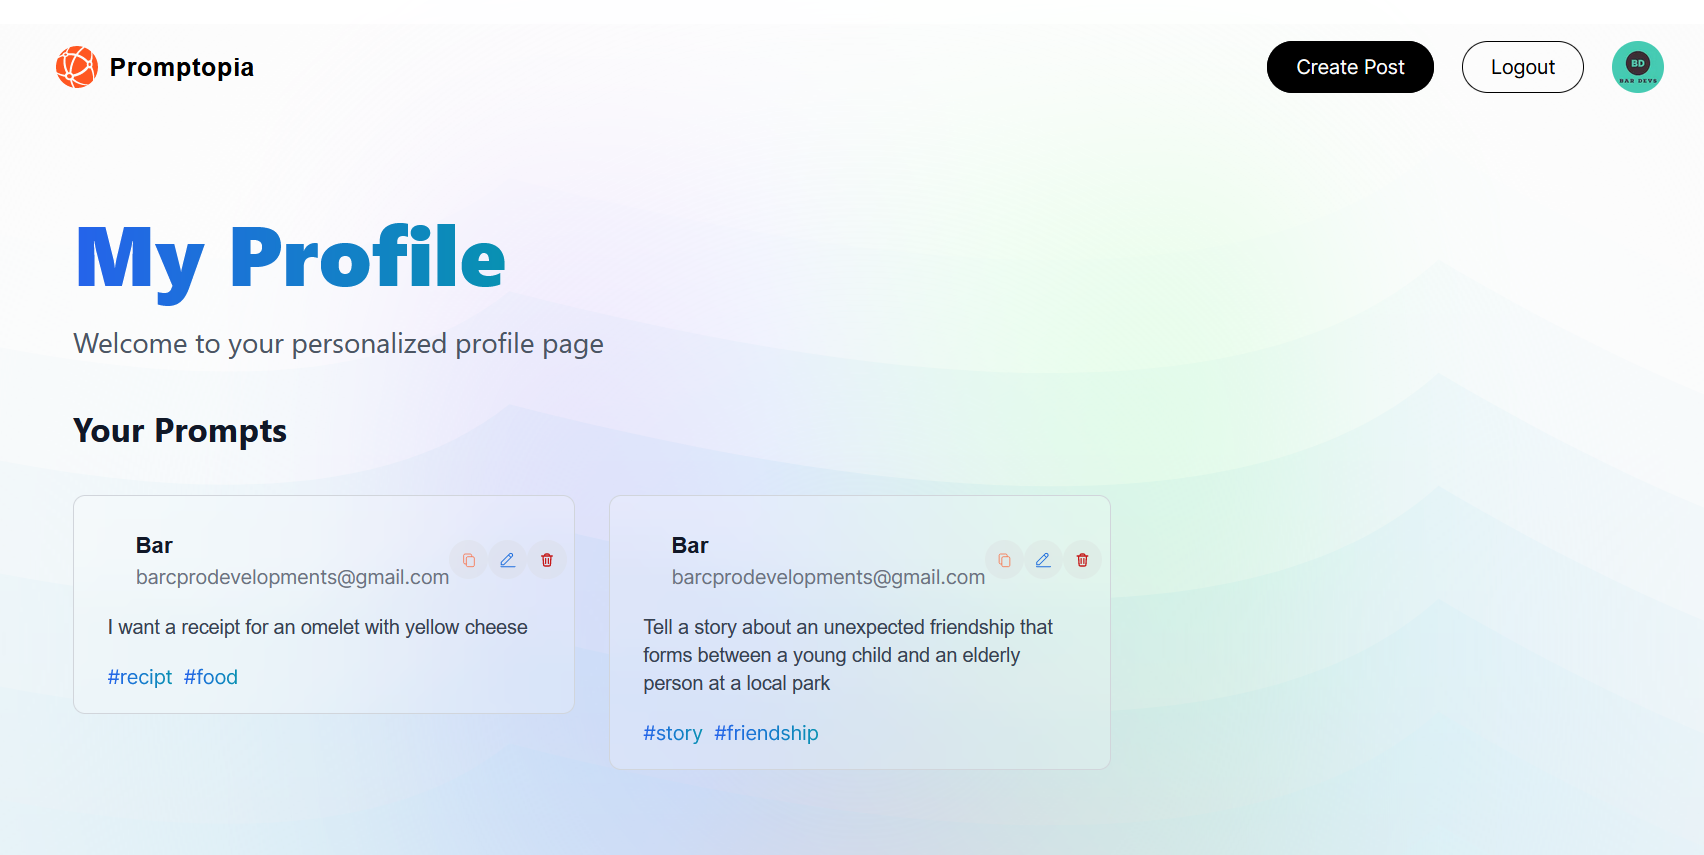 Promptopia
Create Post
Logout
BD
BAR DEVS
My Profile
Welcome to your personalized profile page
Your Prompts
Bar
barcprodevelopments@gmail.com
I want a receipt for an omelet with yellow cheese
#recipt #food
Bar
barcprodevelopments@gmail.com
Tell a story about an unexpected friendship that
forms between a young child and an elderly
person at a local park
#story #friendship